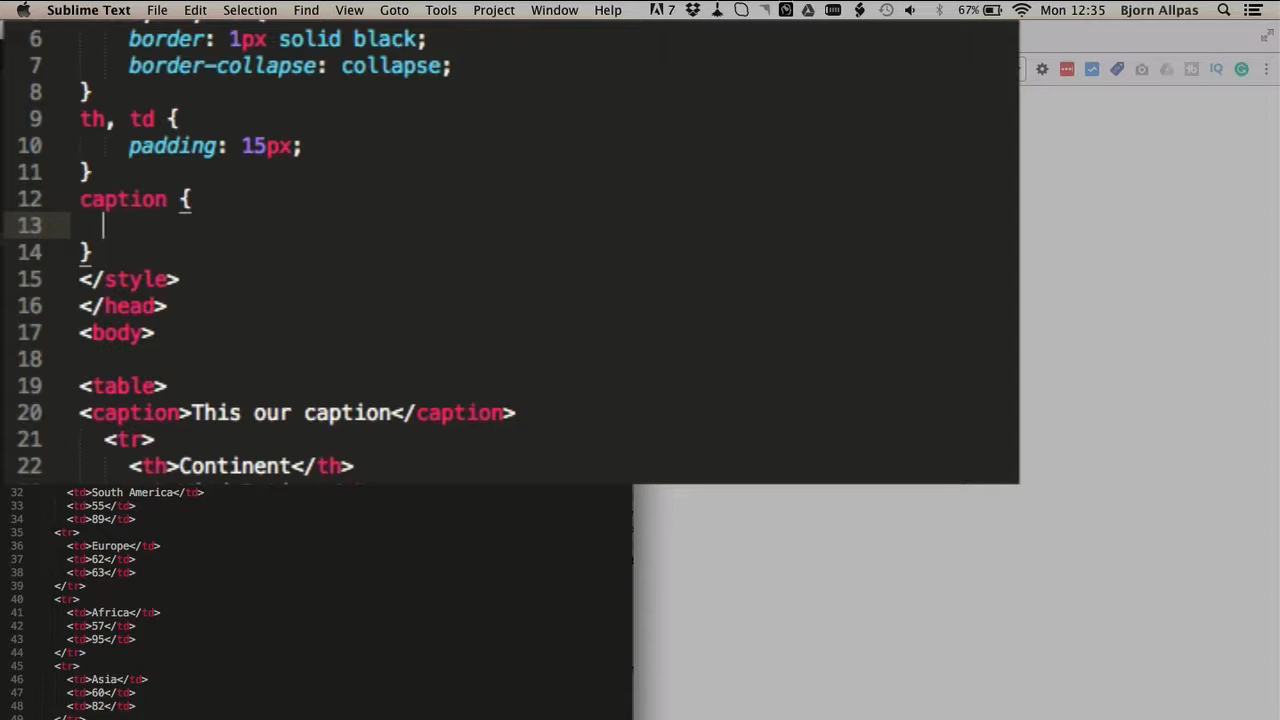 Sublime Text File Edit Selection Find View Goto Tools Project Window Help 7 67% Mon 12:35 Bjorn Allpas
6 border: 1px solid black;
7 border-collapse: collapse;
8 }
9 th, td {
10 padding: 15px;
11 }
12 caption {
13
14 }
15 </style>
16 </head>
17 <body>
18
19 <table>
20 <caption>This our caption</caption>
21 <tr>
22 <th>Continent</th>
32 <td>South America</td>
33 <td>55</td>
34 <td>89</td>
35 <tr>
36 <td>Europe</td>
37 <td>62</td>
38 <td>63</td>
39 </tr>
40 <tr>
41 <td>Africa</td>
42 <td>57</td>
43 <td>95</td>
44 </tr>
45 <tr>
46 <td>Asia</td>
47 <td>60</td>
48 <td>82</td>